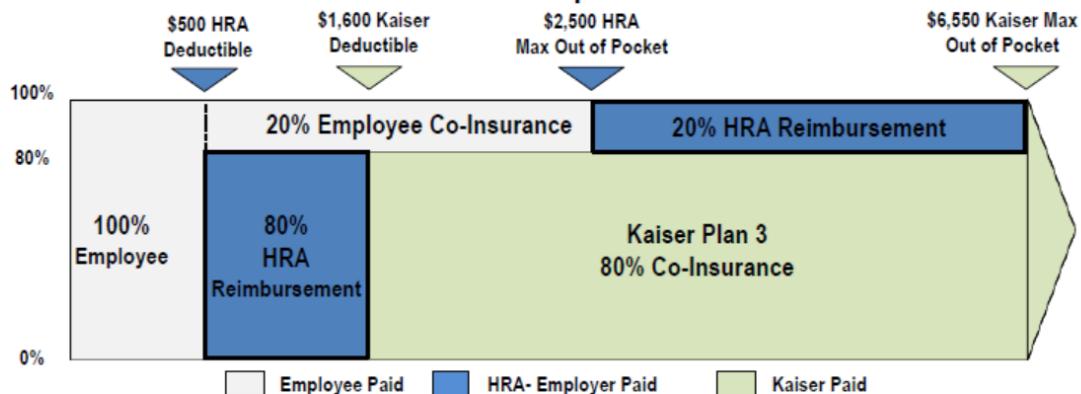 $500 HRA
Deductible
$1,600 Kaiser
Deductible
$2,500 HRA
Max Out of Pocket
$6,550 Kaiser Max
Out of Pocket
100%
80%
0%
20% Employee Co-Insurance
20% HRA Reimbursement
100%
Employee
80%
HRA
Reimbursement
Kaiser Plan 3
80% Co-Insurance
Employee Paid
HRA- Employer Paid
Kaiser Paid